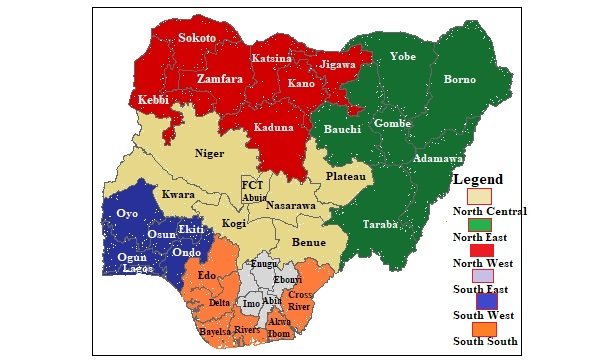 Sokoto
Katsina
Jigawa
Yobe
Borno
Zamfara
Kano
Kebbi
Kaduna
Bauchi
Gombe
Adamawa
Niger
Plateau
FCT
Abuja
Kwara
Nasarawa
Taraba
Oyo
Kogi
Osun
Ekiti
Benue
Ogun
Lagos
Ondo
Enugu
Edo
Ebonyi
Delta
Imo
Abia
Cross
River
Bayelsa
Rivers
Akwa
Ibom
Legend
North Central
North East
North West
South East
South West
South South